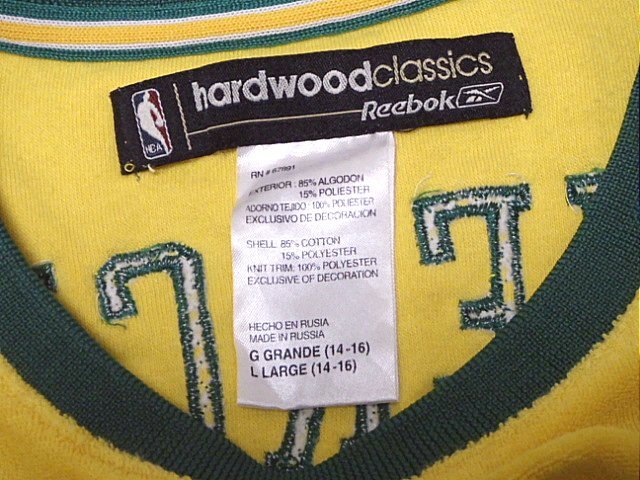 hardwoodclassics
Reebok
NBA
RN # 67891
EXTERIOR : 85% ALGODON
15% POLIESTER
ADORNO TEJIDO: 100% POLIESTER
EXCLUSIVO DE DECORACION
SHELL: 85% COTTON
15% POLYESTER
KNIT TRIM: 100% POLYESTER
EXCLUSIVE OF DECORATION
HECHO EN RUSIA
MADE IN RUSSIA
G GRANDE (14-16)
L LARGE (14-16)